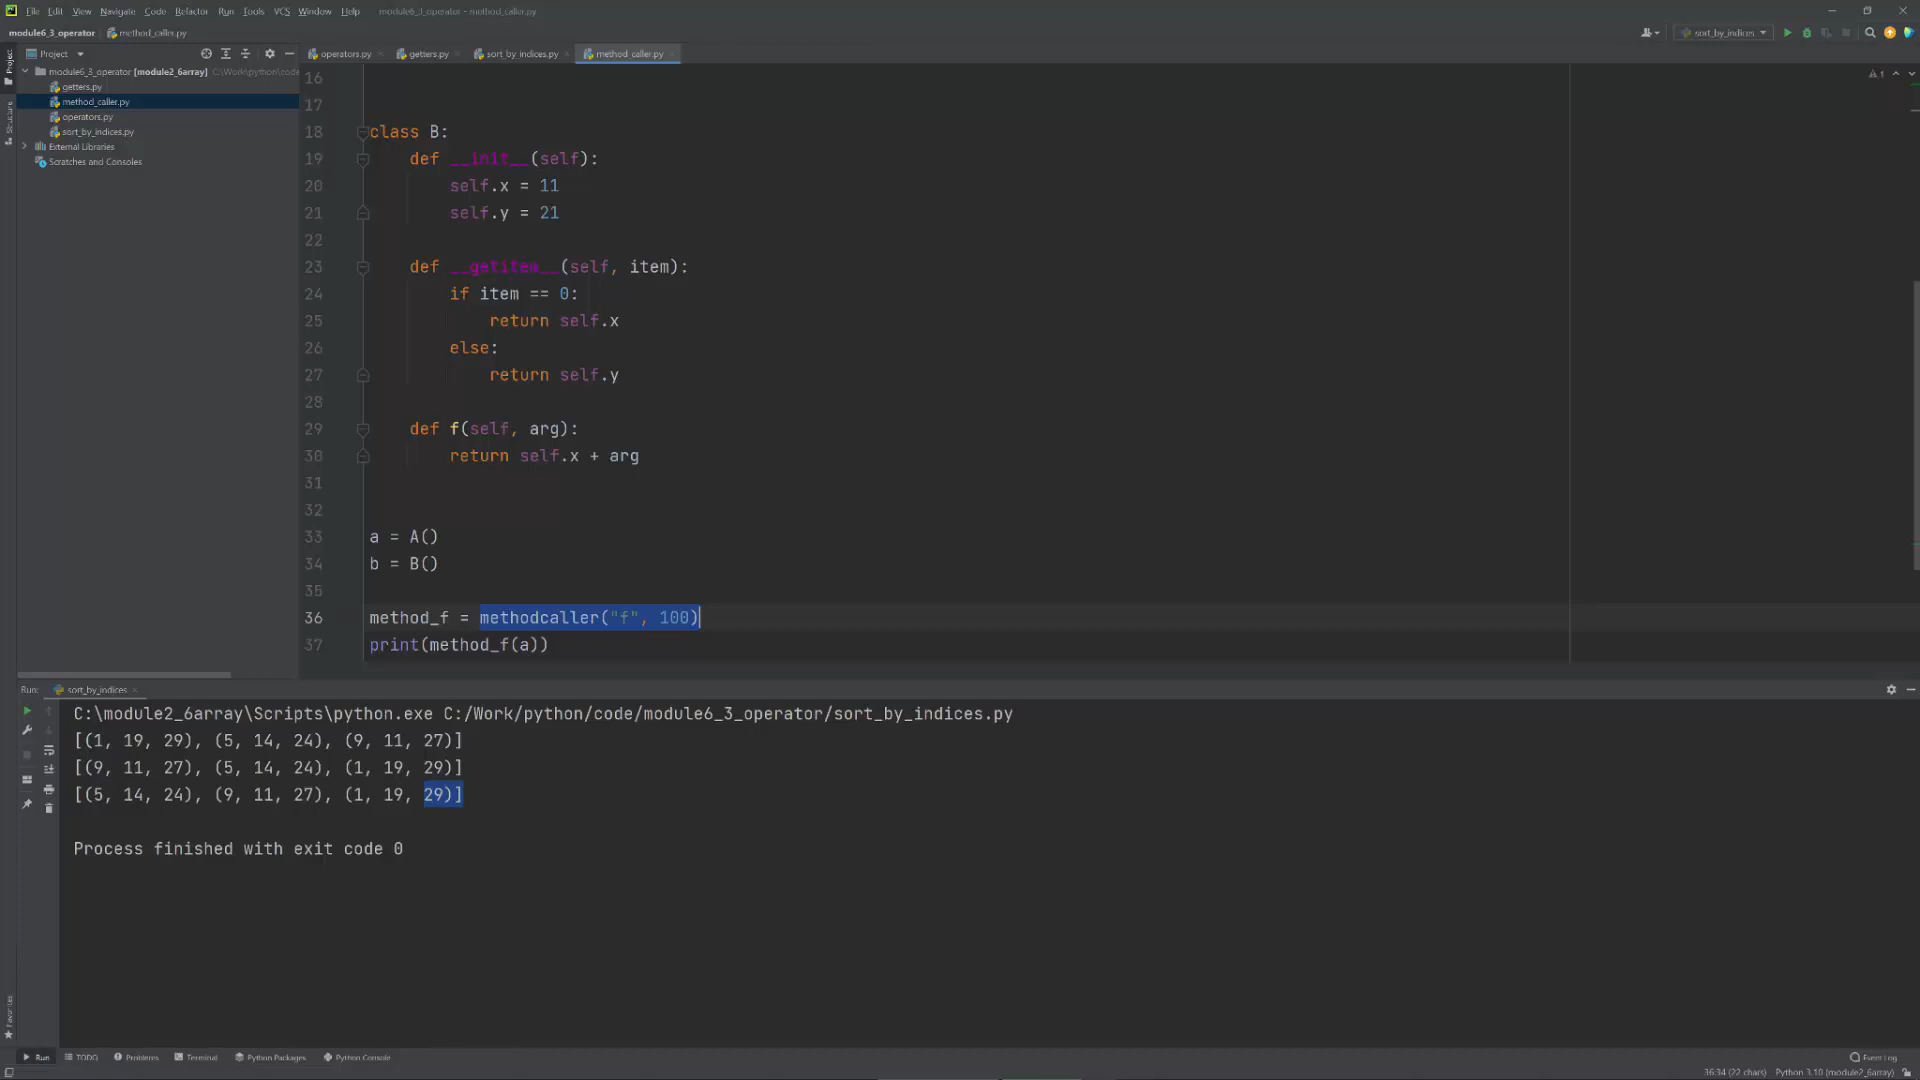 File Edit View Navigate Code Refactor Run Tools VCS Window Help module6_3_operator - method_caller.py
module6_3_operator method_caller.py sort_by_indices
Project operators.py getters.py sort_by_indices.py method_caller.py
Project
Structure
module6_3_operator [module2_6array] C:\Work\python\code
getters.py
method_caller.py
operators.py
sort_by_indices.py
External Libraries
Scratches and Consoles
1
16
17
18 class B:
19 def __init__(self):
20 self.x = 11
21 self.y = 21
22
23 def __getitem__(self, item):
24 if item == 0:
25 return self.x
26 else:
27 return self.y
28
29 def f(self, arg):
30 return self.x + arg
31
32
33 a = A()
34 b = B()
35
36 method_f = methodcaller("f", 100)
37 print(method_f(a))
Run: sort_by_indices
C:\module2_6array\Scripts\python.exe C:/Work/python/code/module6_3_operator/sort_by_indices.py
[(1, 19, 29), (5, 14, 24), (9, 11, 27)]
[(9, 11, 27), (5, 14, 24), (1, 19, 29)]
[(5, 14, 24), (9, 11, 27), (1, 19, 29)]
Process finished with exit code 0
Favorites
Run TODO Problems Terminal Python Packages Python Console Event Log
36:34 (22 chars) Python 3.10 (module2_6array)